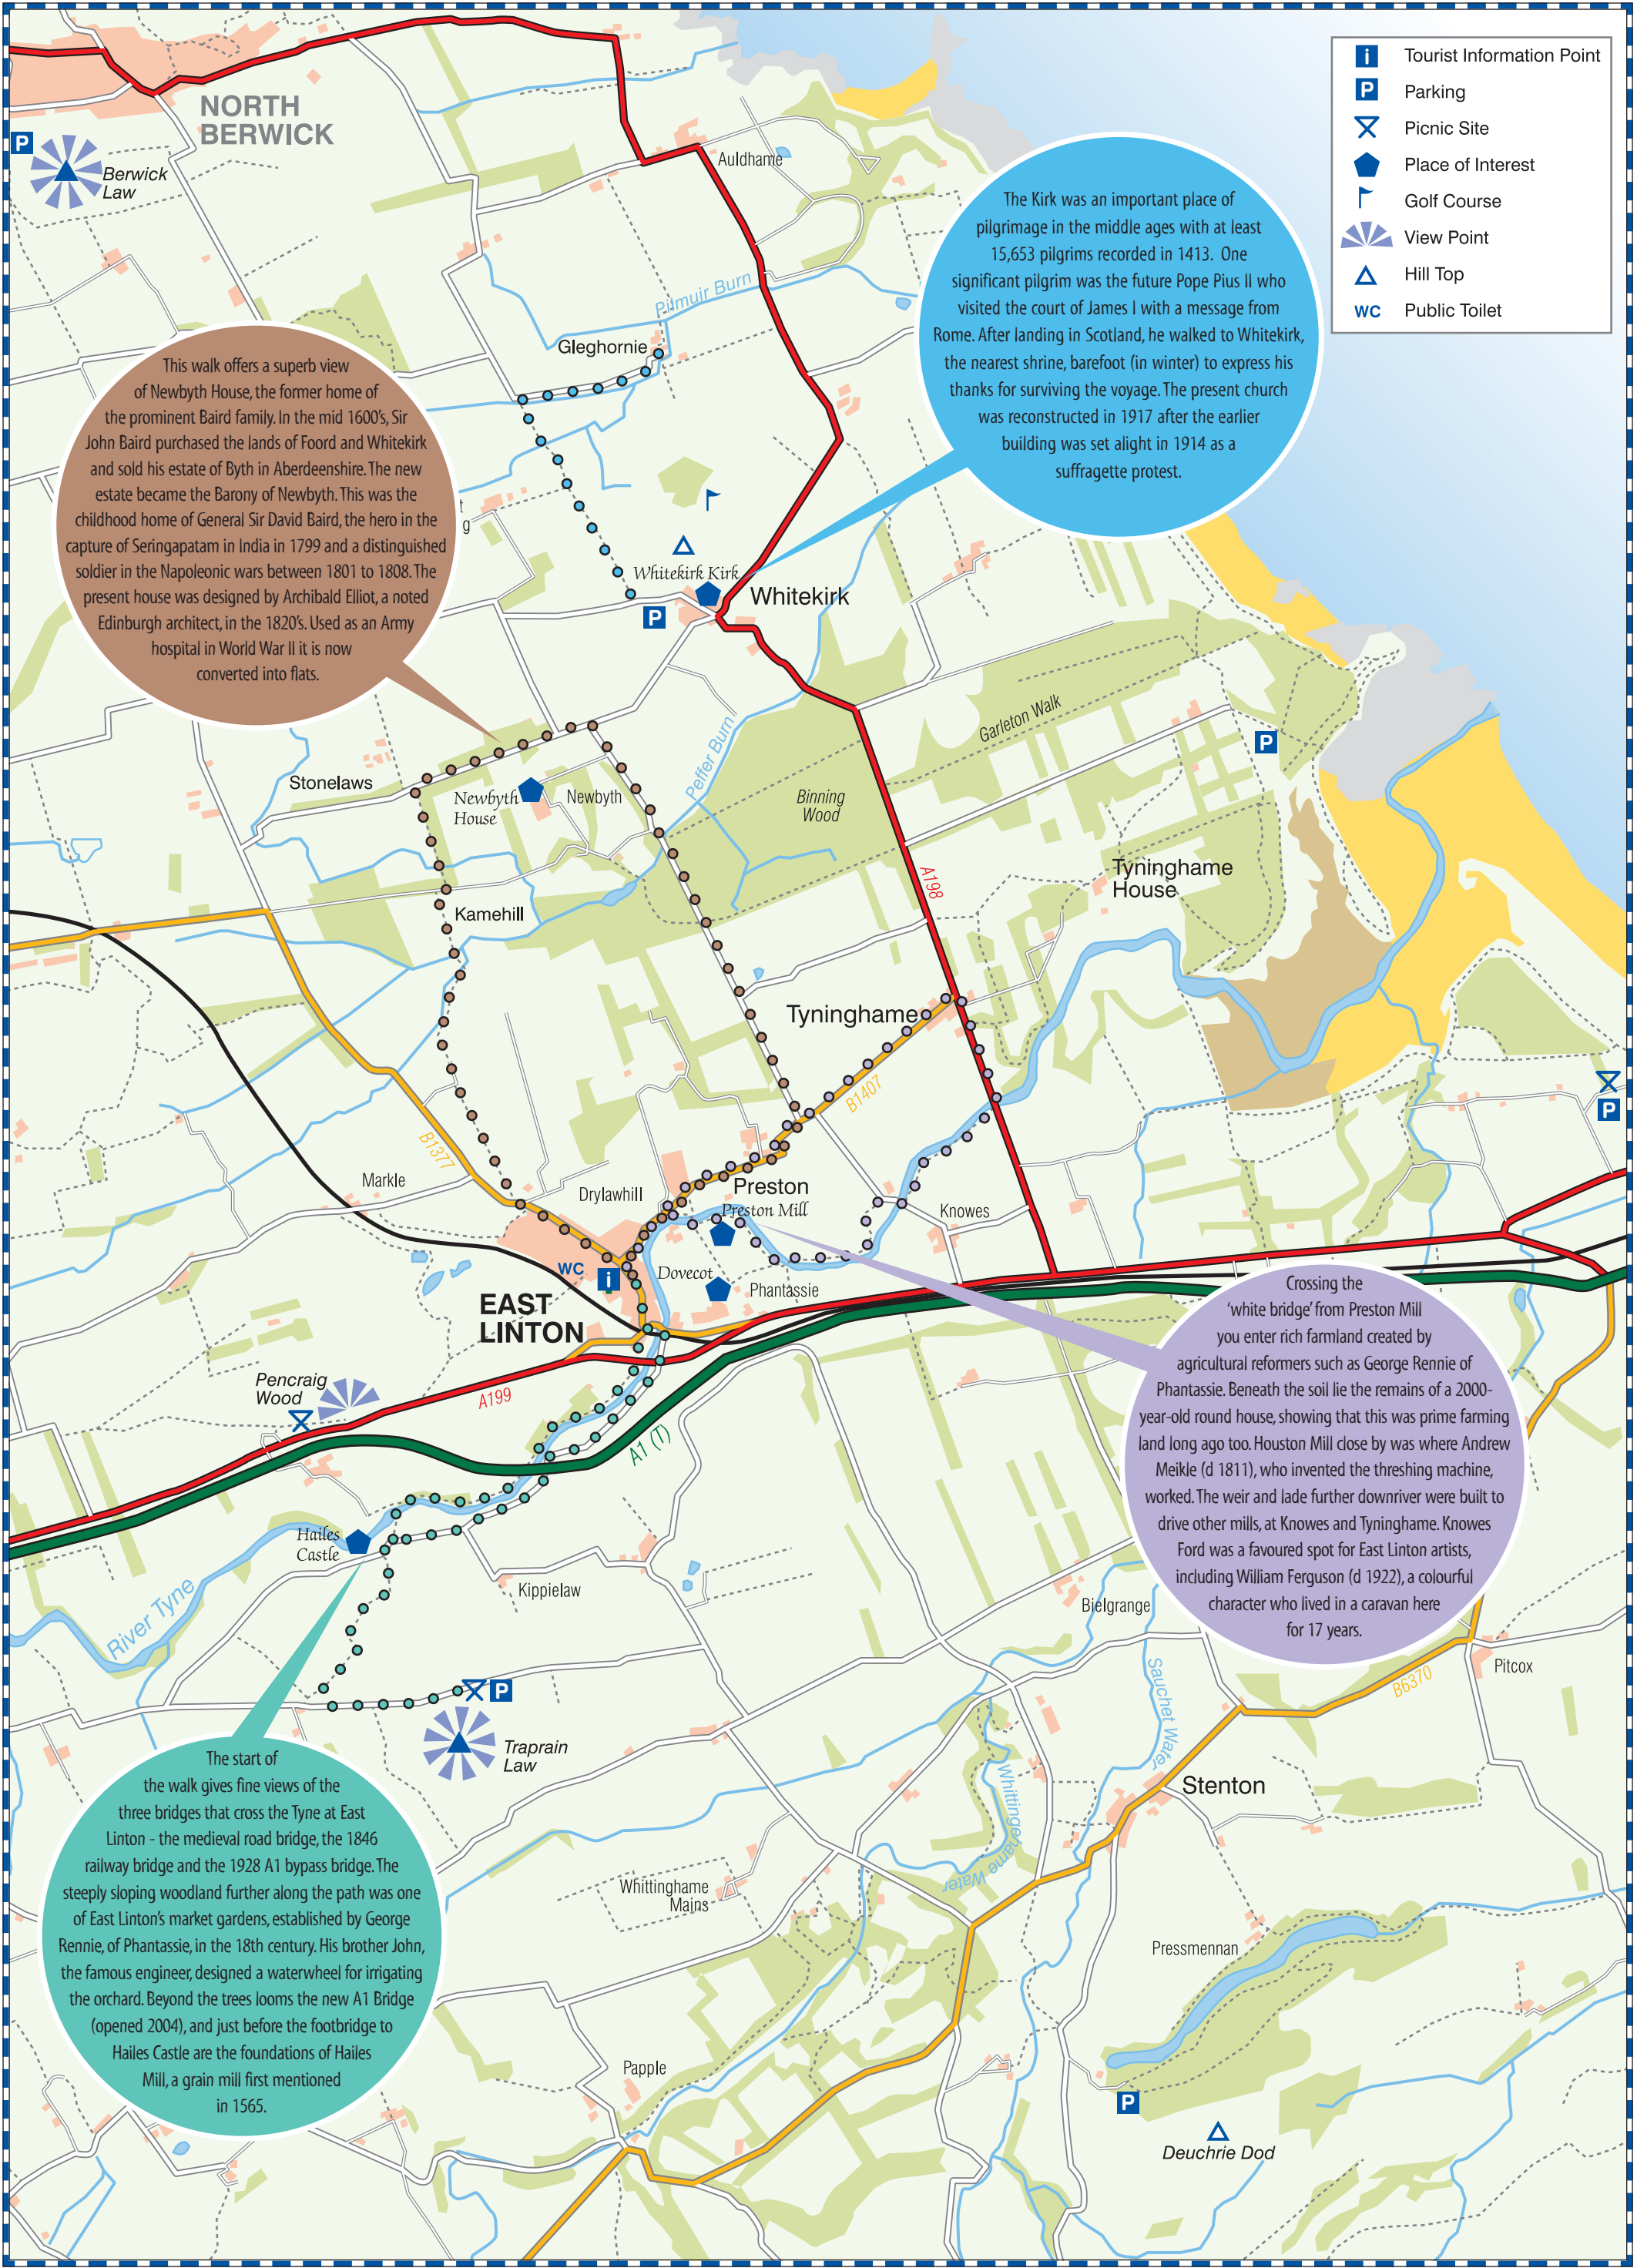 i Tourist Information Point
P Parking
Picnic Site
Place of Interest
Golf Course
View Point
Hill Top
WC Public Toilet
NORTH
BERWICK
P
Berwick
Law
Auldhame
The Kirk was an important place of
pilgrimage in the middle ages with at least
15,653 pilgrims recorded in 1413. One
significant pilgrim was the future Pope Pius II who
visited the court of James I with a message from
Rome. After landing in Scotland, he walked to Whitekirk,
the nearest shrine, barefoot (in winter) to express his
thanks for surviving the voyage. The present church
was reconstructed in 1917 after the earlier
building was set alight in 1914 as a
suffragette protest.
Pilmuir Burn
Gleghornie
This walk offers a superb view
of Newbyth House, the former home of
the prominent Baird family. In the mid 1600's, Sir
John Baird purchased the lands of Foord and Whitekirk
and sold his estate of Byth in Aberdeenshire. The new
estate became the Barony of Newbyth. This was the
childhood home of General Sir David Baird, the hero in the
capture of Seringapatam in India in 1799 and a distinguished
soldier in the Napoleonic wars between 1801 to 1808. The
present house was designed by Archibald Elliot, a noted
Edinburgh architect, in the 1820's. Used as an Army
hospital in World War II it is now
converted into flats.
t
g
Whitekirk Kirk
Whitekirk
P
Garleton Walk
P
Peffer Burn
Stonelaws
Newbyth
House
Newbyth
Binning
Wood
A198
Tyninghame
House
Kamehill
Tyninghame
B1407
P
B1377
Markle
Drylawhill
Preston
Preston Mill
Knowes
WC
i
Dovecot
Phantassie
EAST
LINTON
Crossing the
'white bridge' from Preston Mill
you enter rich farmland created by
agricultural reformers such as George Rennie of
Phantassie. Beneath the soil lie the remains of a 2000-
year-old round house, showing that this was prime farming
land long ago too. Houston Mill close by was where Andrew
Meikle (d 1811), who invented the threshing machine,
worked. The weir and lade further downriver were built to
drive other mills, at Knowes and Tyninghame. Knowes
Ford was a favoured spot for East Linton artists,
including William Ferguson (d 1922), a colourful
character who lived in a caravan here
for 17 years.
Pencraig
Wood
A199
A1 (T)
Hailes
Castle
River Tyne
Kippielaw
Bielgrange
Pitcox
B6370
Sauchet Water
P
Traprain
Law
Stenton
Whittingehame Water
The start of
the walk gives fine views of the
three bridges that cross the Tyne at East
Linton - the medieval road bridge, the 1846
railway bridge and the 1928 A1 bypass bridge. The
steeply sloping woodland further along the path was one
of East Linton's market gardens, established by George
Rennie, of Phantassie, in the 18th century. His brother John,
the famous engineer, designed a waterwheel for irrigating
the orchard. Beyond the trees looms the new A1 Bridge
(opened 2004), and just before the footbridge to
Hailes Castle are the foundations of Hailes
Mill, a grain mill first mentioned
in 1565.
Whittinghame
Mains
Pressmennan
Papple
P
Deuchrie Dod